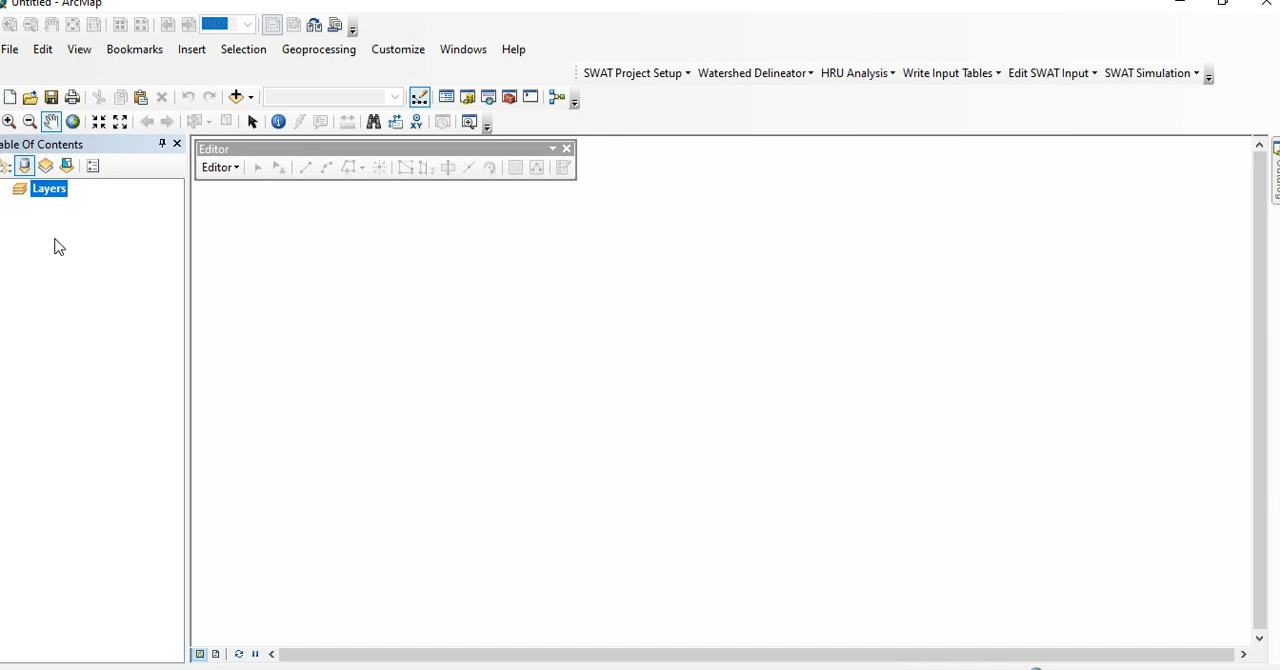 Untitled - ArcMap
File Edit View Bookmarks Insert Selection Geoprocessing Customize Windows Help
SWAT Project Setup Watershed Delineator HRU Analysis Write Input Tables Edit SWAT Input SWAT Simulation
able Of Contents
Editor
Editor
Layers